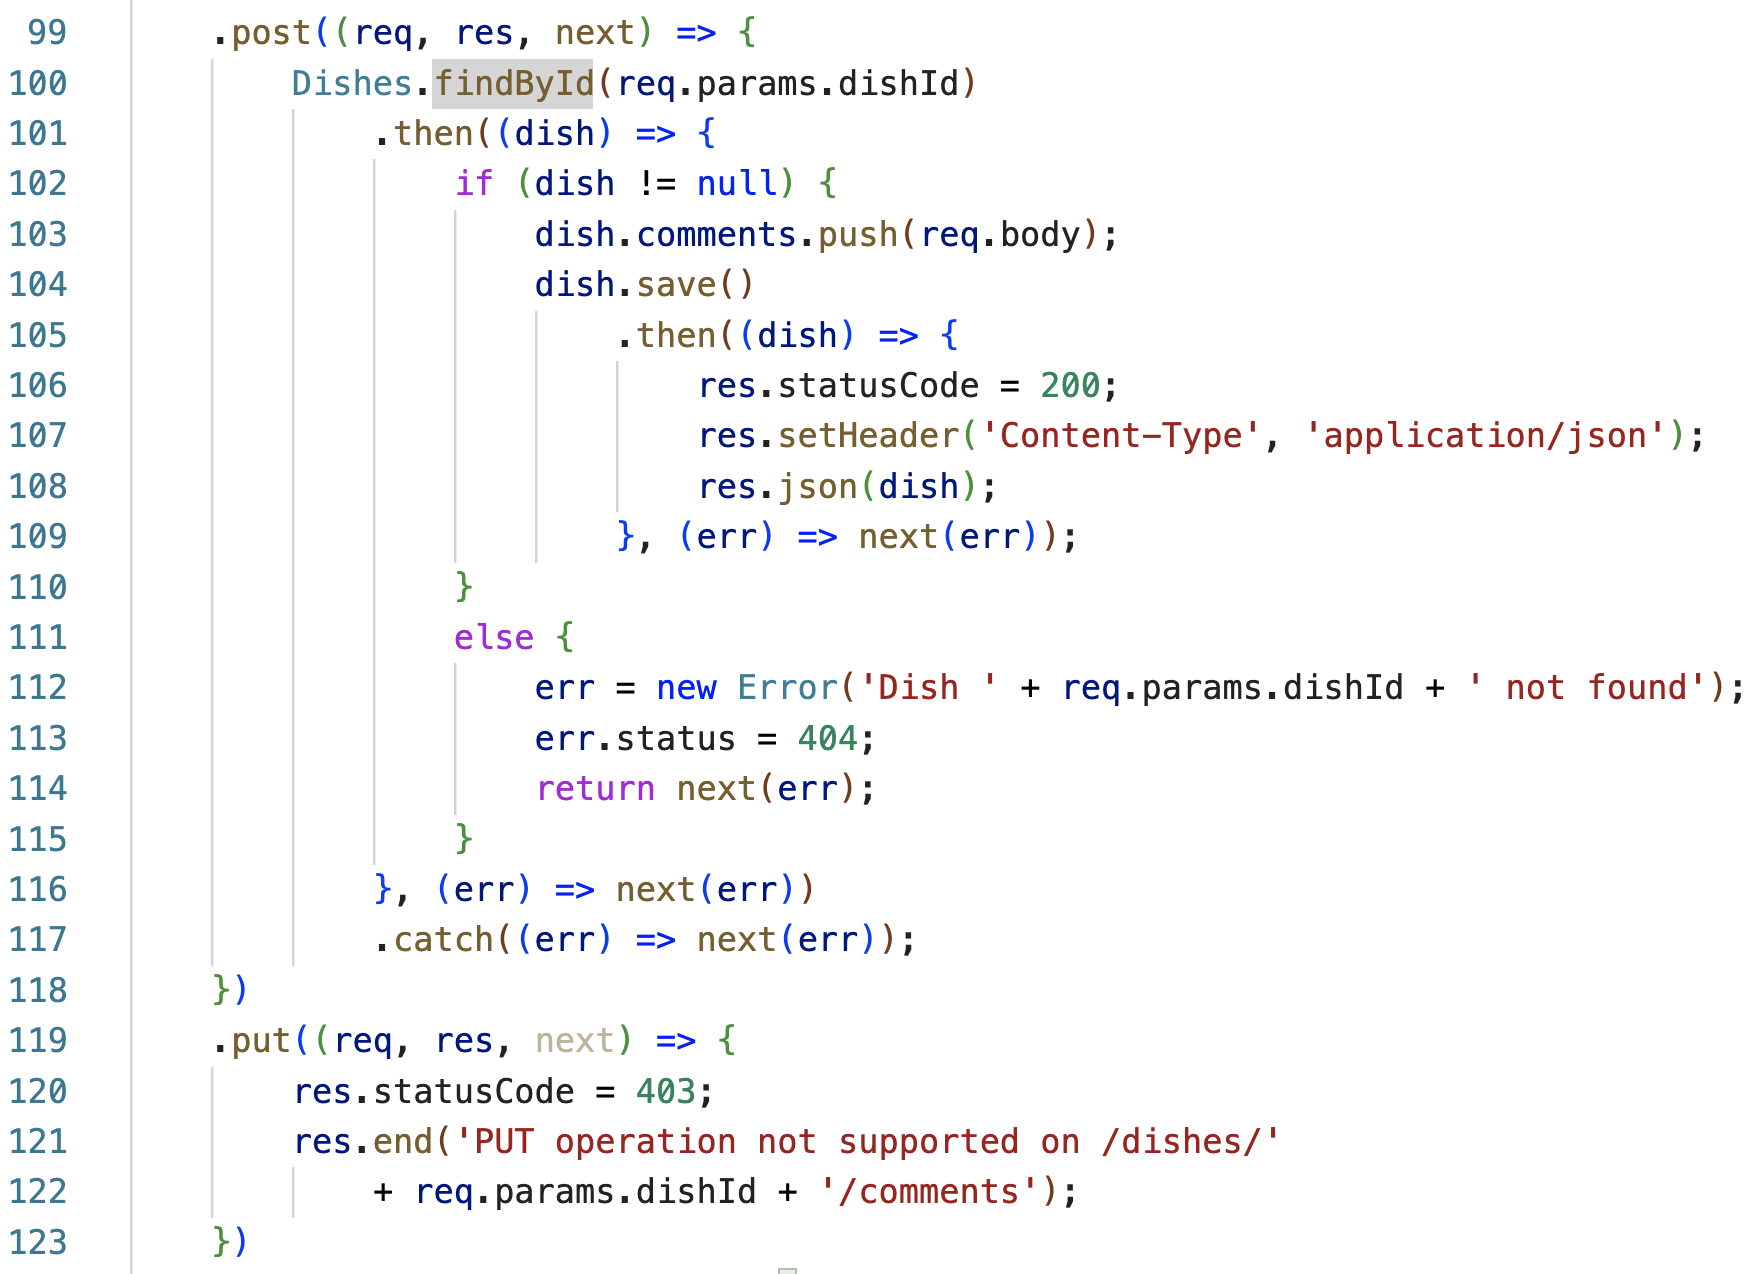 99 .post((req, res, next) => {
100 Dishes.findById(req.params.dishId)
101 .then((dish) => {
102 if (dish != null) {
103 dish.comments.push(req.body);
104 dish.save()
105 .then((dish) => {
106 res.statusCode = 200;
107 res.setHeader('Content-Type', 'application/json');
108 res.json(dish);
109 }, (err) => next(err));
110 }
111 else {
112 err = new Error('Dish ' + req.params.dishId + ' not found');
113 err.status = 404;
114 return next(err);
115 }
116 }, (err) => next(err))
117 .catch((err) => next(err));
118 })
119 .put((req, res, next) => {
120 res.statusCode = 403;
121 res.end('PUT operation not supported on /dishes/'
122 + req.params.dishId + '/comments');
123 })